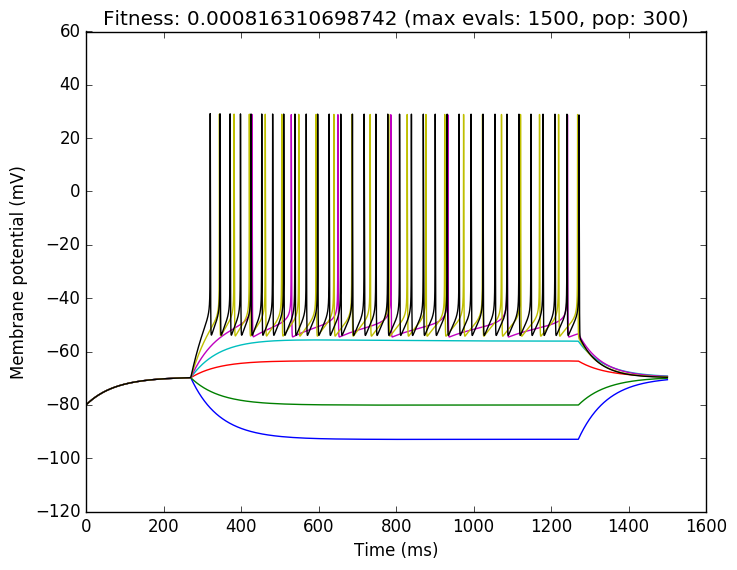 Fitness: 0.000816310698742 (max evals: 1500, pop: 300)
60
40
20
0
−20
−40
−60
−80
−100
−120
Membrane potential (mV)
0 200 400 600 800 1000 1200 1400 1600
Time (ms)